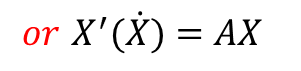 or X′(Ẋ) = AX